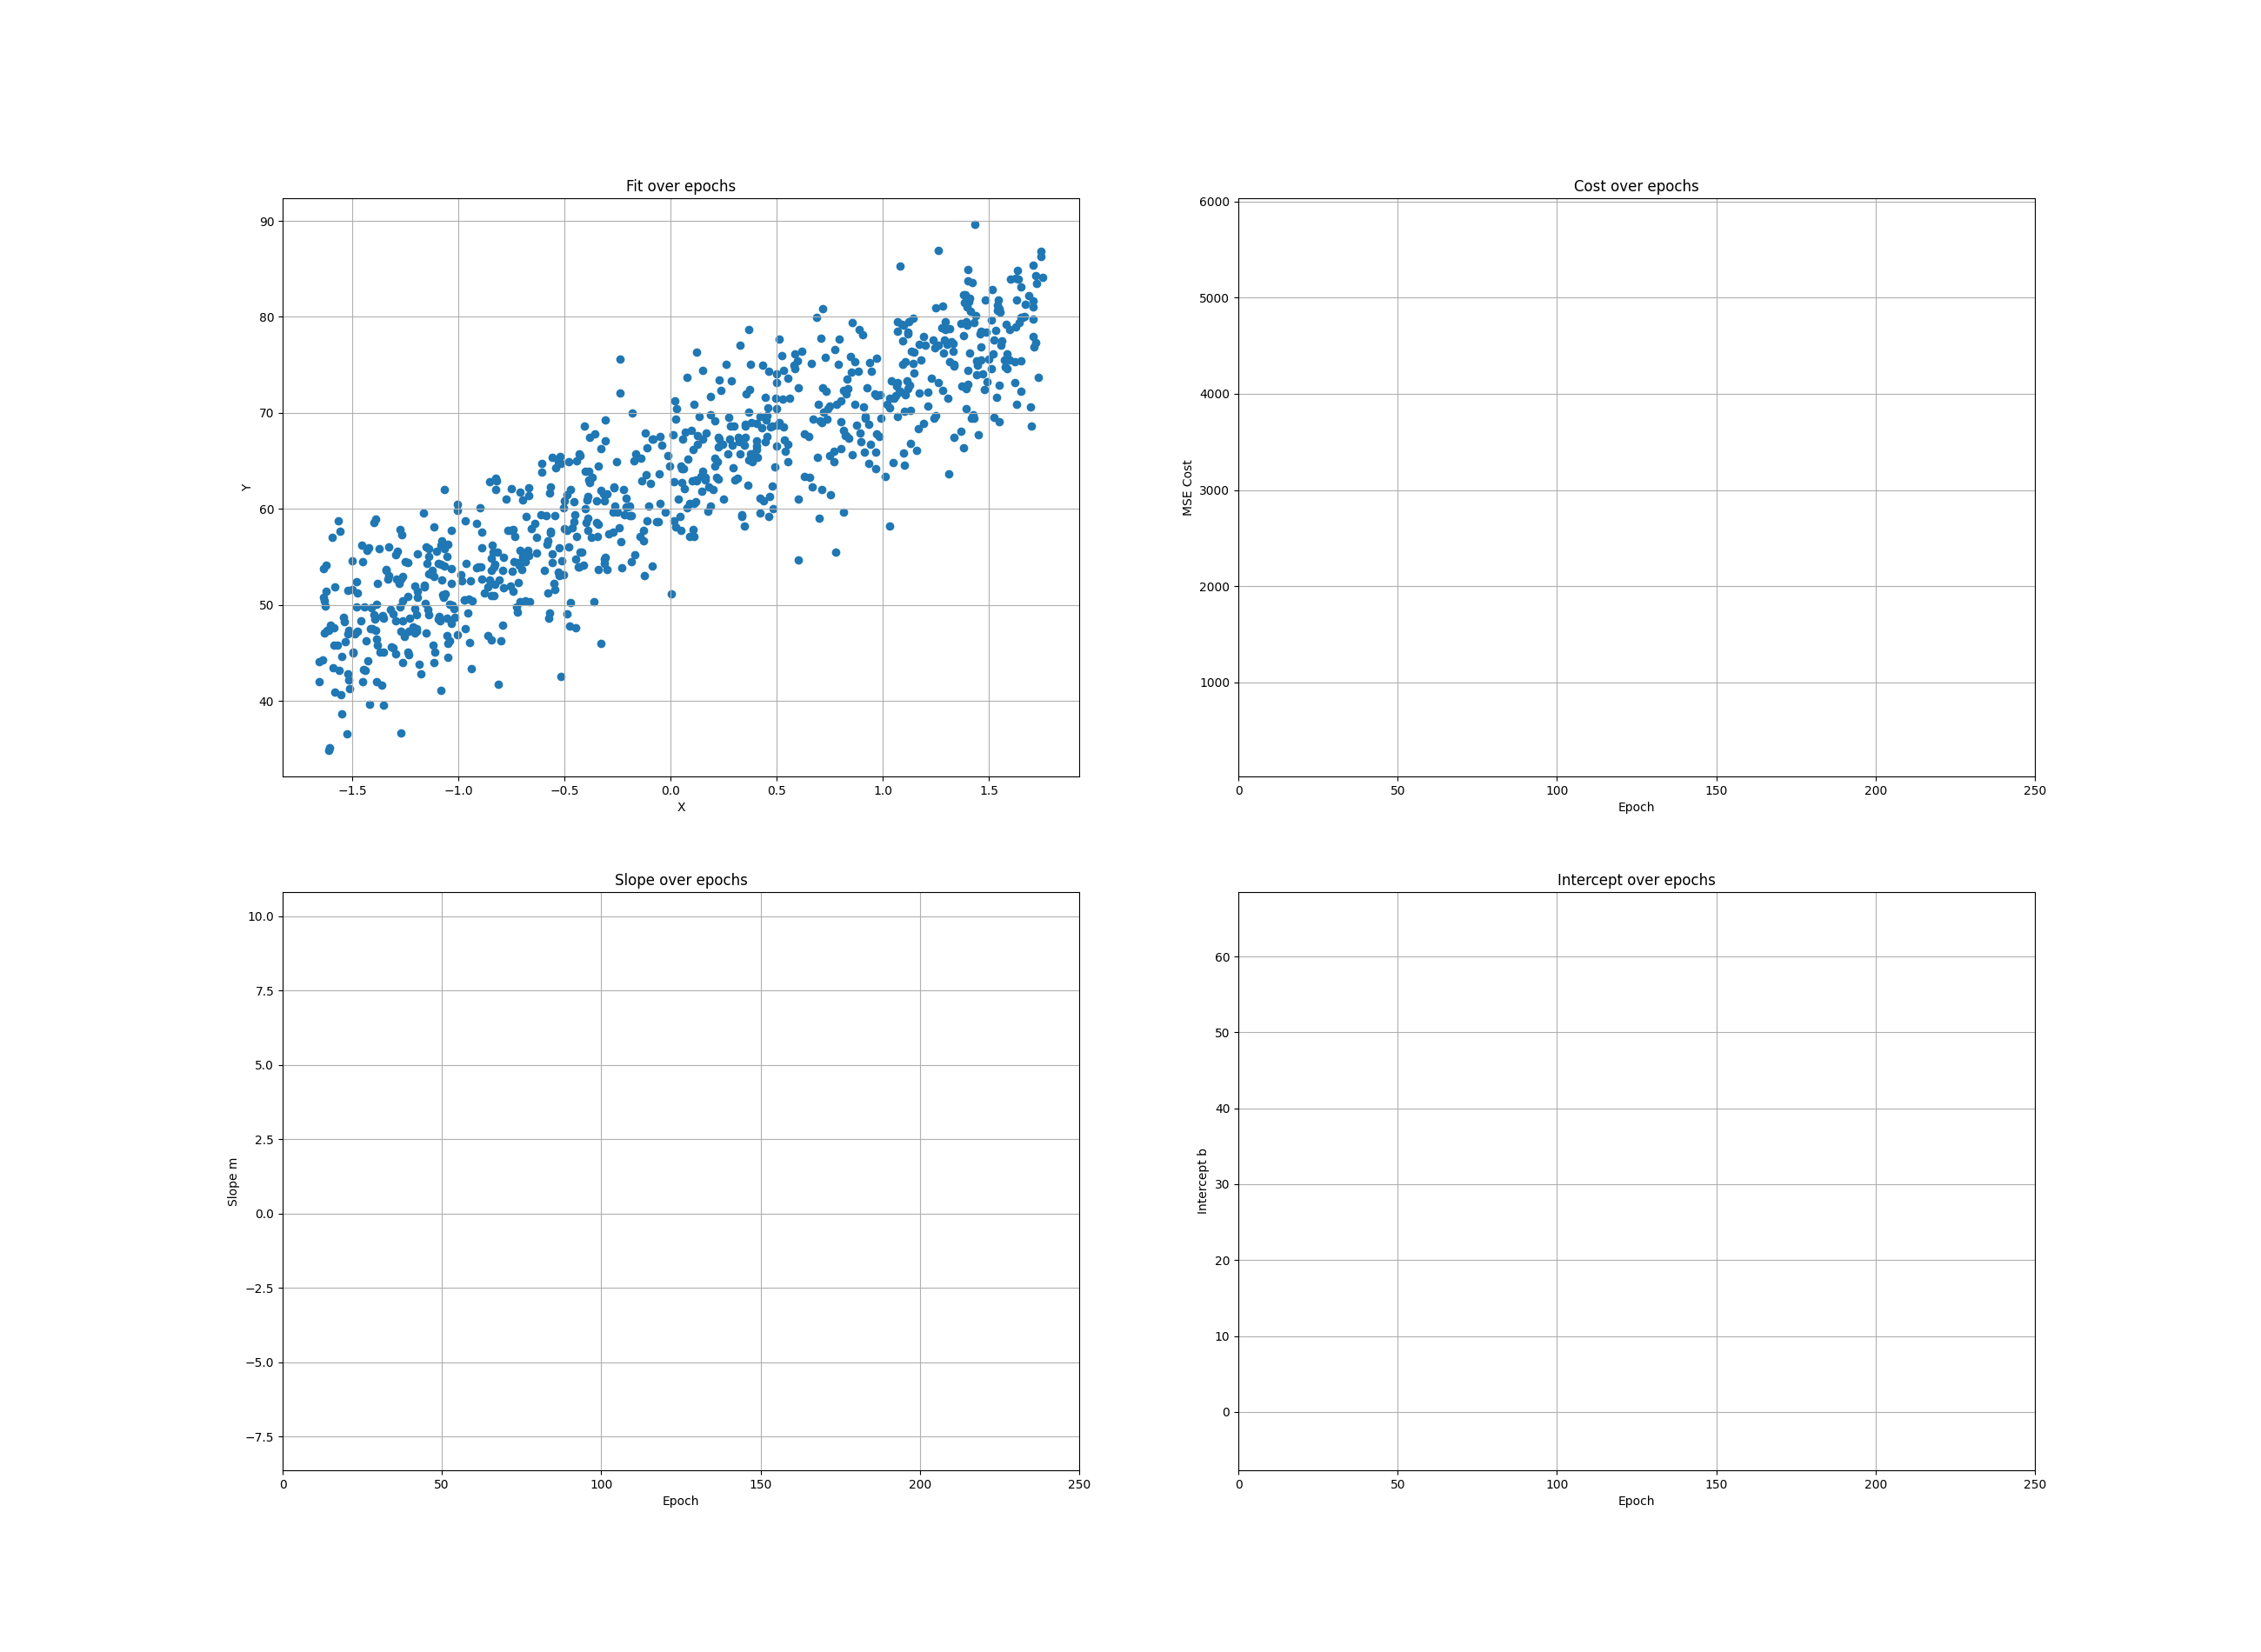 Fit over epochs
90
80
70
60
50
40
Y
−1.5 −1.0 −0.5 0.0 0.5 1.0 1.5
X
Cost over epochs
6000
5000
4000
3000
2000
1000
MSE Cost
0 50 100 150 200 250
Epoch
Slope over epochs
10.0
7.5
5.0
2.5
0.0
−2.5
−5.0
−7.5
Slope m
0 50 100 150 200 250
Epoch
Intercept over epochs
60
50
40
30
20
10
0
Intercept b
0 50 100 150 200 250
Epoch